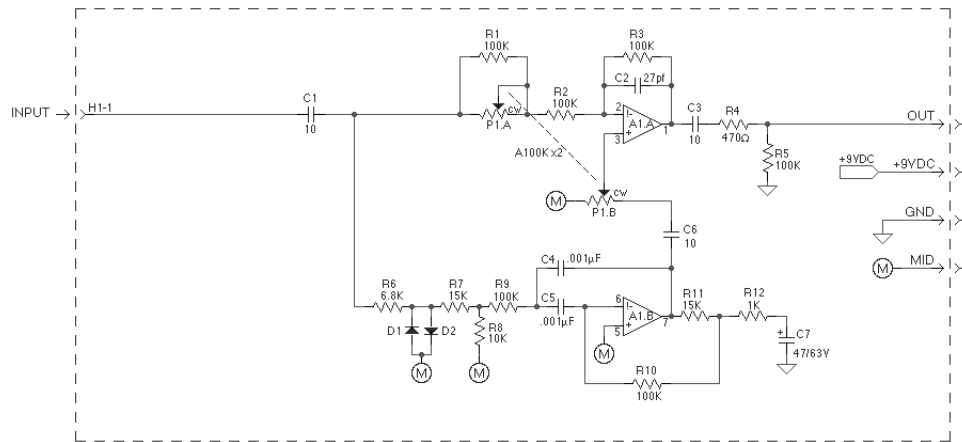 R1
100K
R3
100K
C2 27pf
INPUT
H1-1
C1
10
CW
P1.A
R2
100K
2
3
A1.A
1
C3
10
R4
470Ω
OUT
A100K x2
R5
100K
+9VDC
+9VDC
M
CW
P1.B
C6
10
GND
M
MID
C4
.001µF
R6
6.8K
R7
15K
R9
100K
C5
.001µF
6
5
A1.B
7
R11
15K
R12
1K
D1
D2
R8
10K
M
+
C7
47/63V
M
M
R10
100K